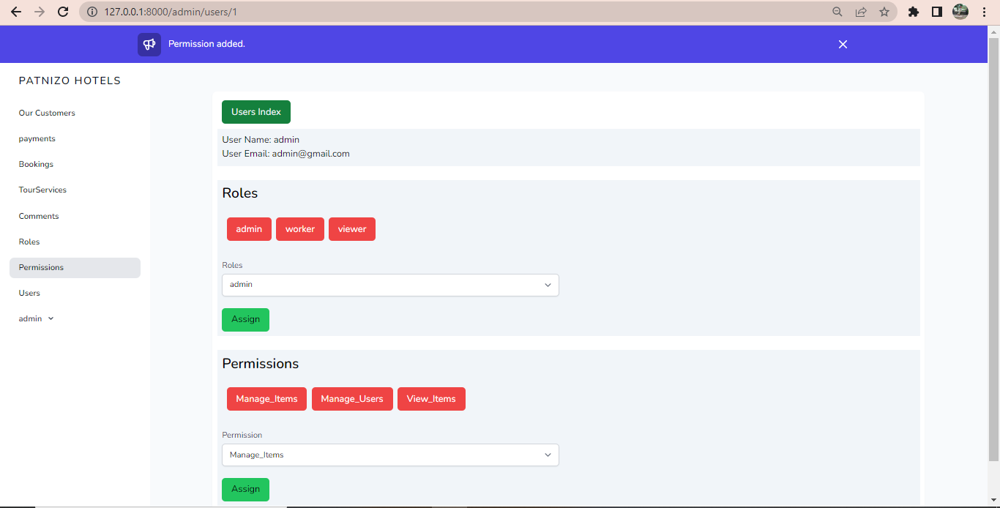 127.0.0.1:8000/admin/users/1
Permission added.
PATNIZO HOTELS
Our Customers
payments
Bookings
TourServices
Comments
Roles
Permissions
Users
admin
Users Index
User Name: admin
User Email: admin@gmail.com
Roles
admin worker viewer
Roles
admin
Assign
Permissions
Manage_Items Manage_Users View_Items
Permission
Manage_Items
Assign